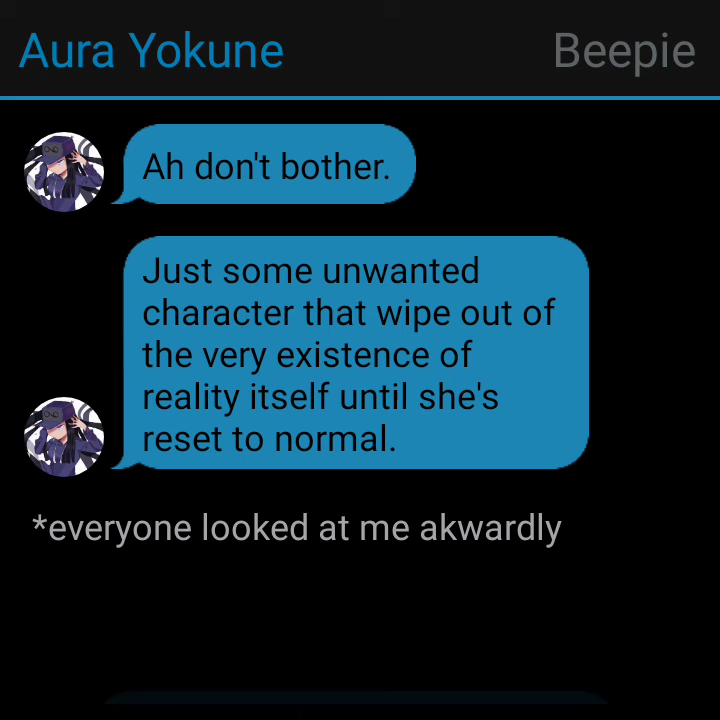 Aura Yokune Beepie
Ah don't bother.
Just some unwanted
character that wipe out of
the very existence of
reality itself until she's
reset to normal.
*everyone looked at me akwardly